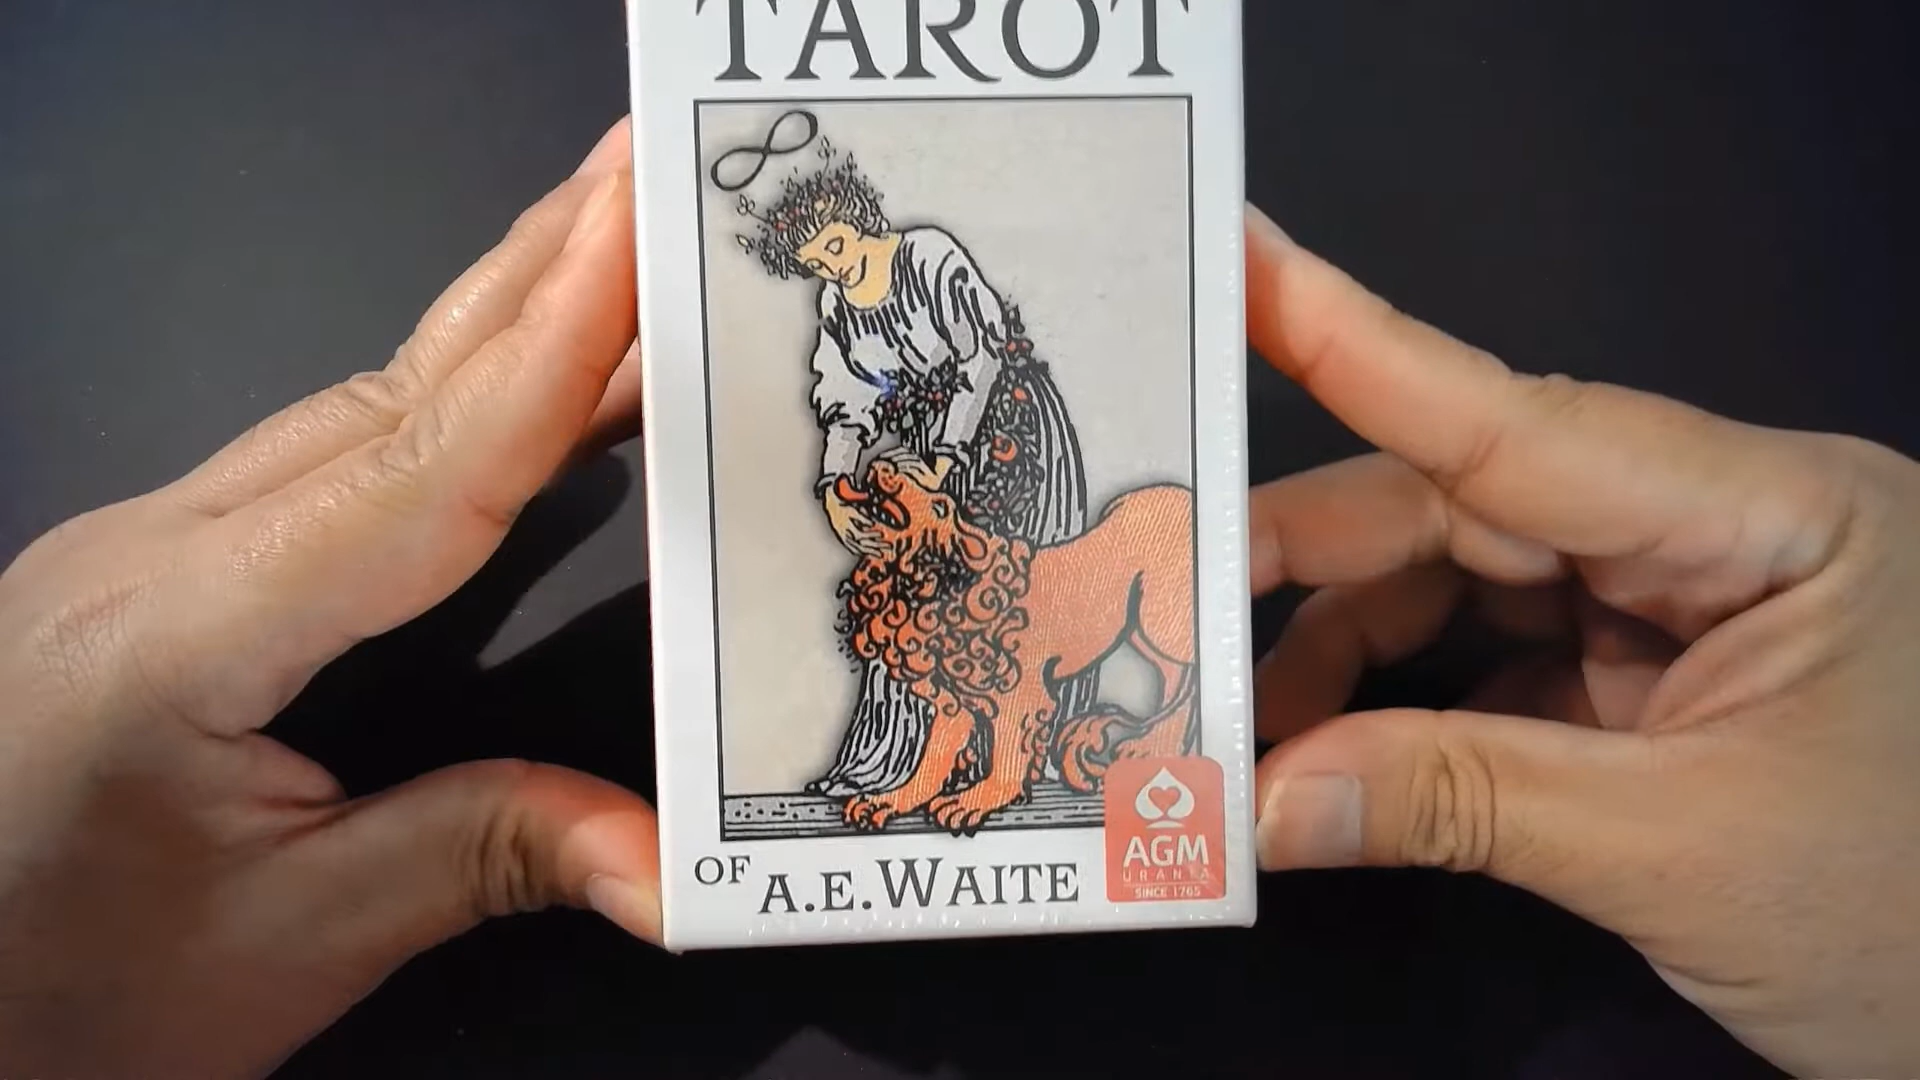 TAROT
OF A.E.WAITE
AGM
URANIA
SINCE 1765